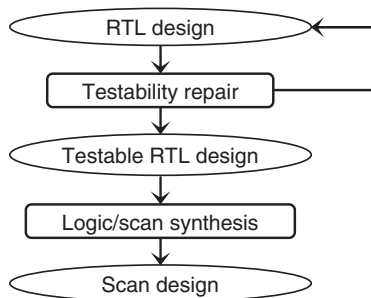 RTL design
Testability repair
Testable RTL design
Logic/scan synthesis
Scan design